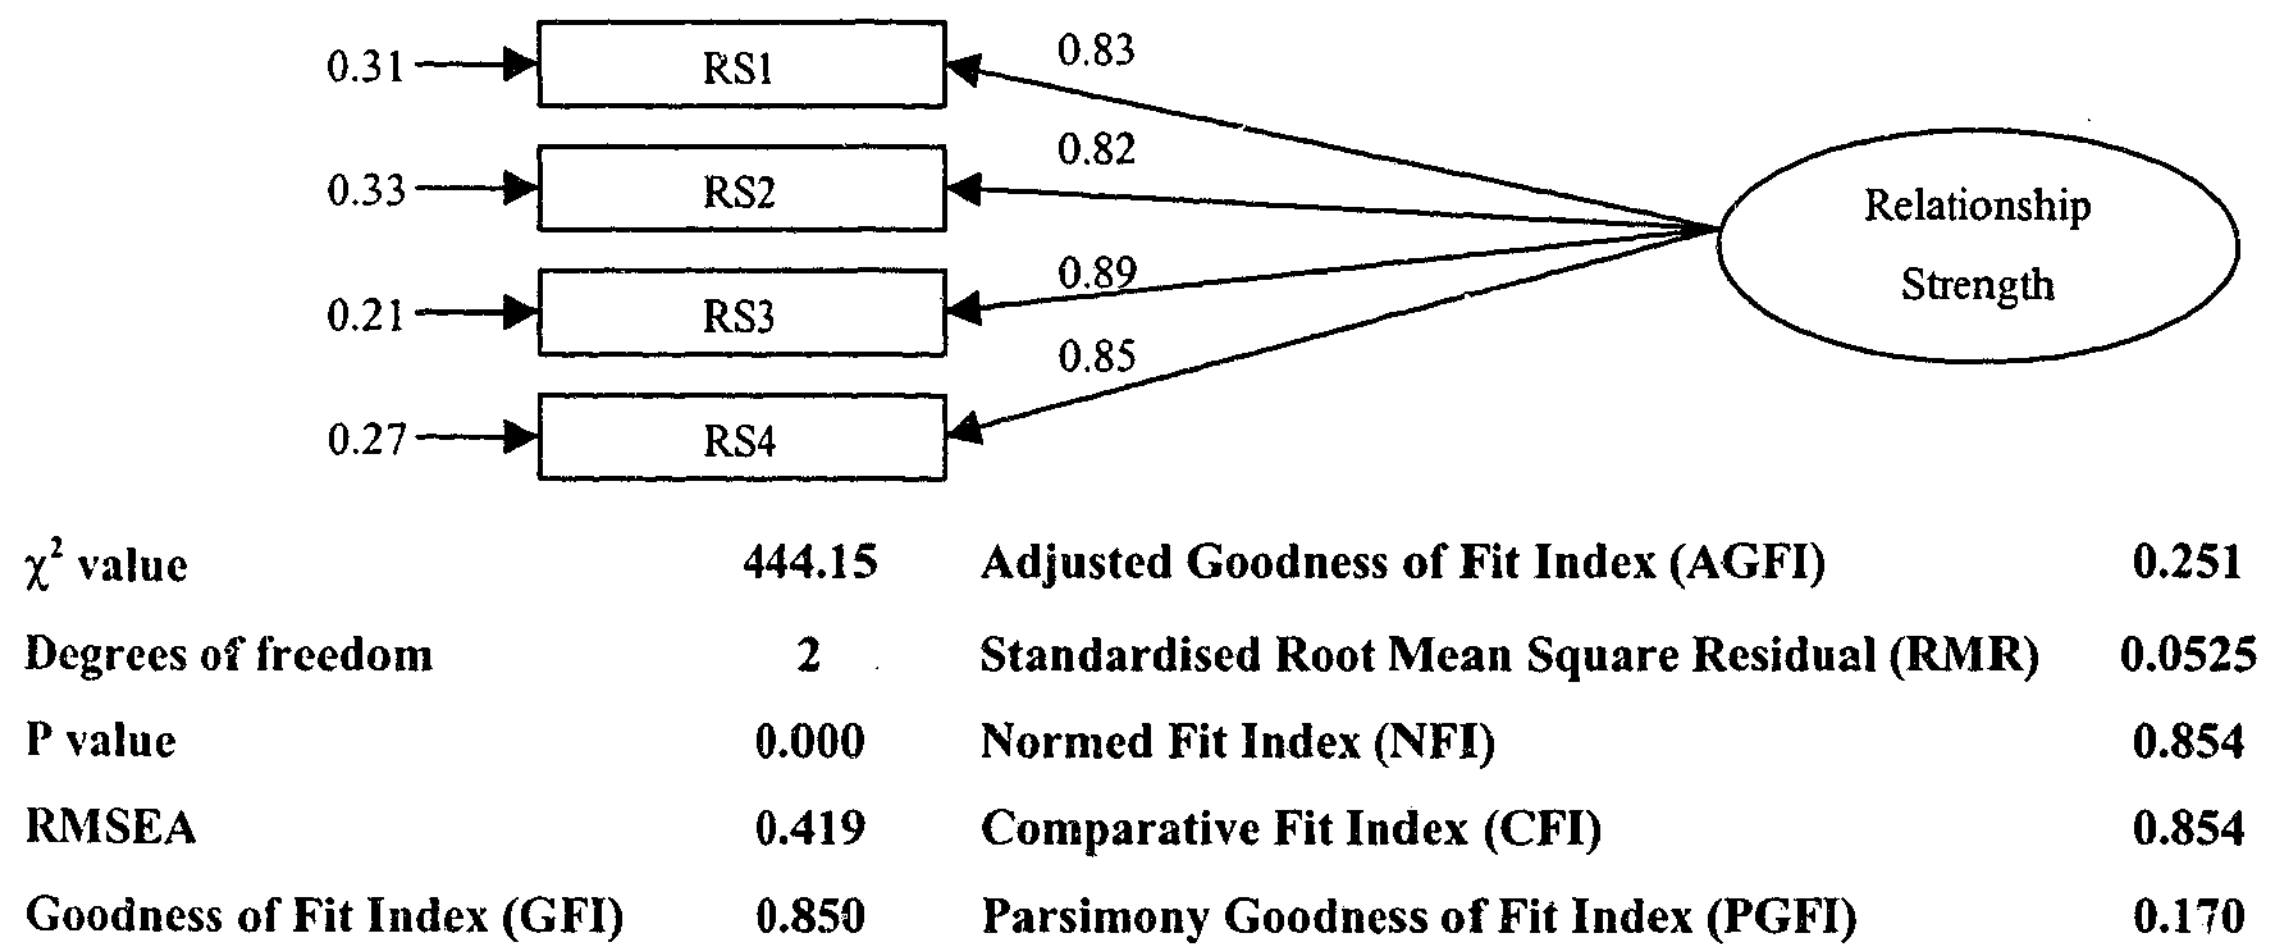 0.31 RS1 0.83
0.33 RS2 0.82
0.21 RS3 0.89
0.27 RS4 0.85
Relationship
Strength
χ² value 444.15 Adjusted Goodness of Fit Index (AGFI) 0.251
Degrees of freedom 2 Standardised Root Mean Square Residual (RMR) 0.0525
P value 0.000 Normed Fit Index (NFI) 0.854
RMSEA 0.419 Comparative Fit Index (CFI) 0.854
Goodness of Fit Index (GFI) 0.850 Parsimony Goodness of Fit Index (PGFI) 0.170